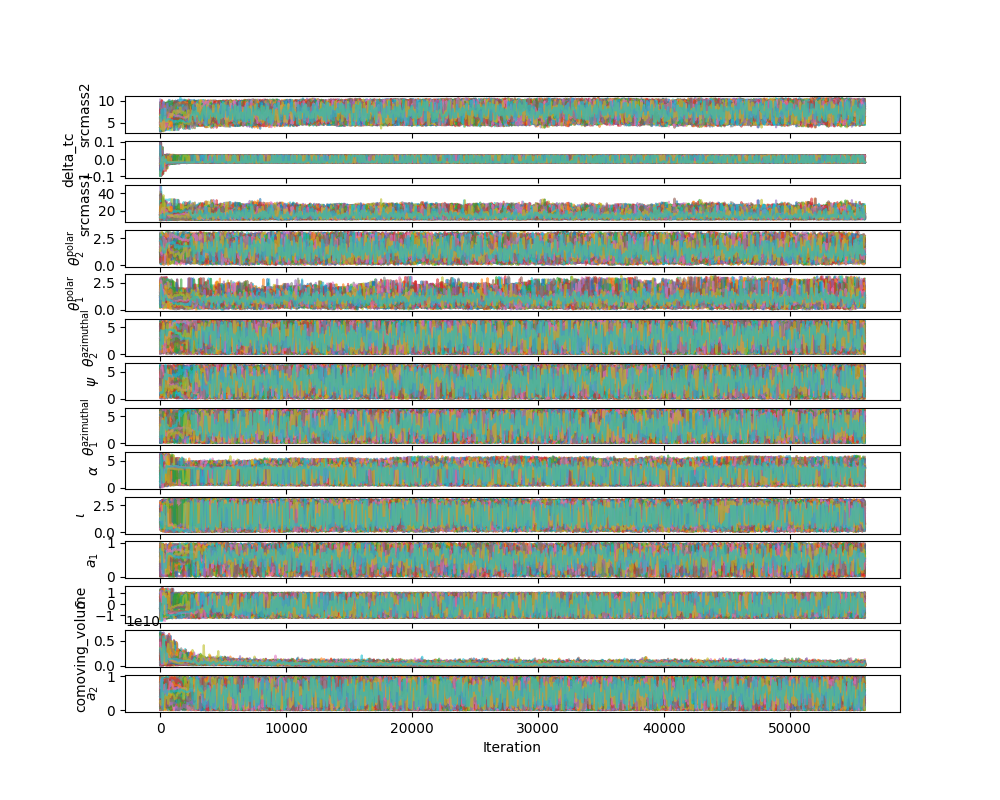 srcmass2
10
5
delta_tc
0.1
0.0
−0.1
srcmass1
40
20
θ₂^polar
2.5
0.0
θ₁^polar
2.5
0.0
θ₂^azimuthal
5
0
ψ
5
0
θ₁^azimuthal
5
0
α
5
0
ι
2.5
0.0
a₁
1
0
1
0
−1
comoving_volume
1e10
0.5
0.0
a₂
1
0
0 10000 20000 30000 40000 50000
Iteration